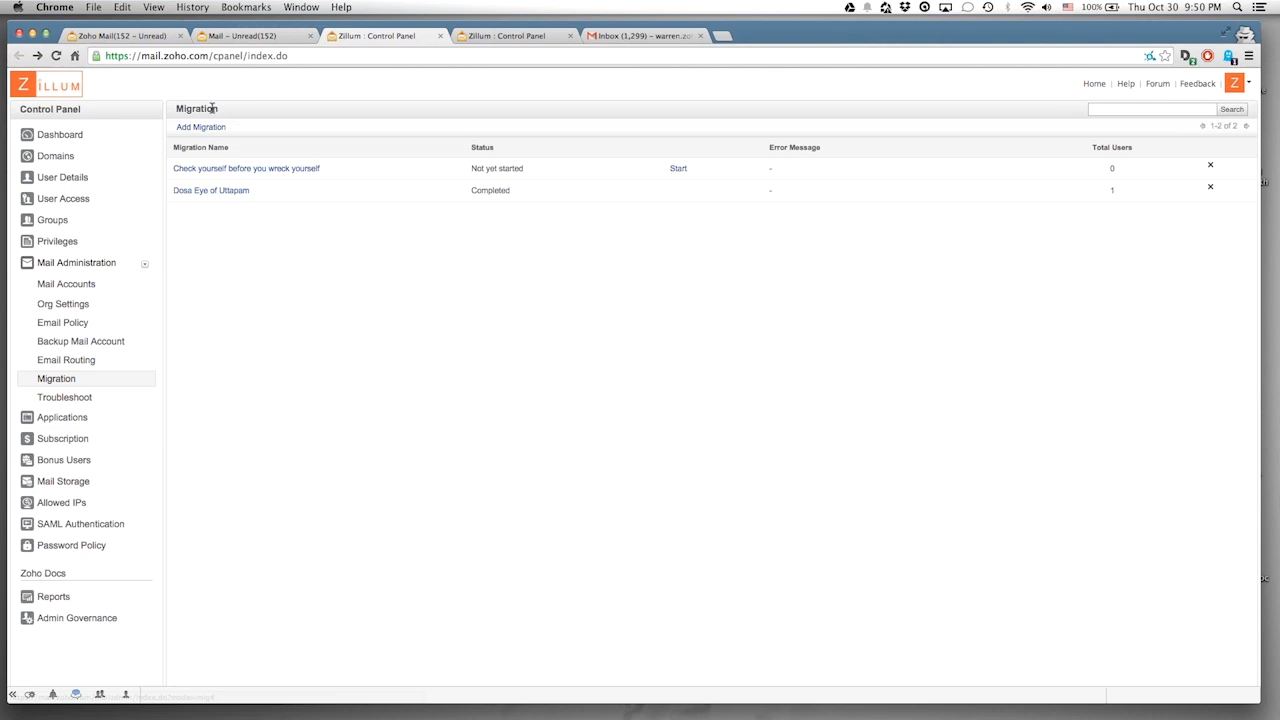 Chrome File Edit View History Bookmarks Window Help 100% Thu Oct 30 9:50 PM
Zoho Mail(152 – Unread) Mail – Unread(152) Zillum : Control Panel Zillum : Control Panel Inbox (1,299) – warren.zo
https://mail.zoho.com/cpanel/index.do
Z ILLUM Home Help Forum Feedback Z
Control Panel
Migration Search
Add Migration 1-2 of 2
Migration Name Status Error Message Total Users
Check yourself before you wreck yourself Not yet started Start - 0
Dosa Eye of Uttapam Completed - 1
Dashboard
Domains
User Details
User Access
Groups
Privileges
Mail Administration
Mail Accounts
Org Settings
Email Policy
Backup Mail Account
Email Routing
Migration
Troubleshoot
Applications
Subscription
Bonus Users
Mail Storage
Allowed IPs
SAML Authentication
Password Policy
Zoho Docs
Reports
Admin Governance